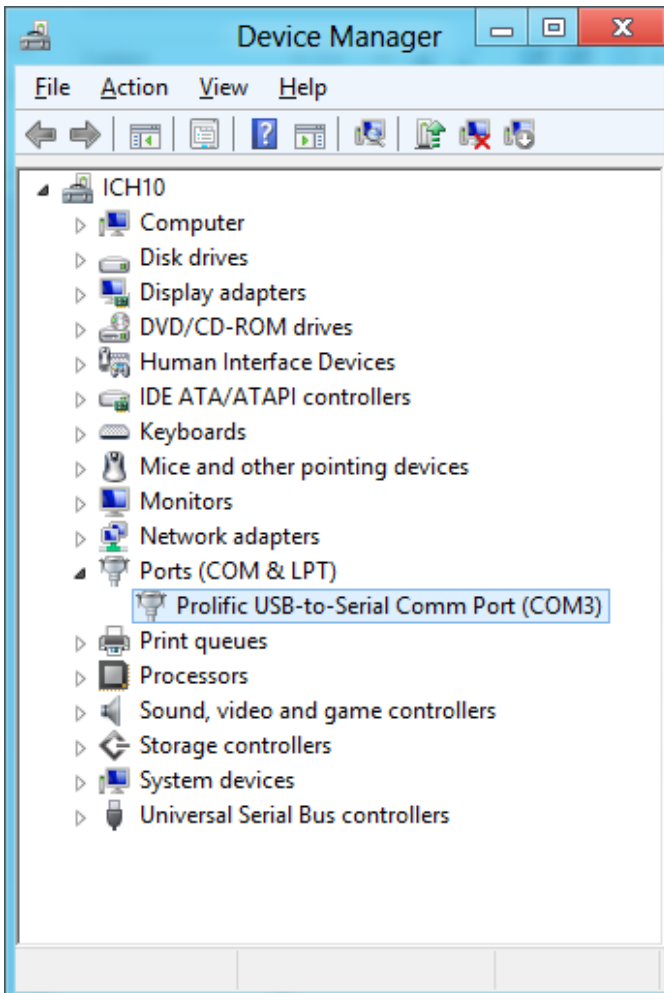 Device Manager
File Action View Help
ICH10
Computer
Disk drives
Display adapters
DVD/CD-ROM drives
Human Interface Devices
IDE ATA/ATAPI controllers
Keyboards
Mice and other pointing devices
Monitors
Network adapters
Ports (COM & LPT)
Prolific USB-to-Serial Comm Port (COM3)
Print queues
Processors
Sound, video and game controllers
Storage controllers
System devices
Universal Serial Bus controllers